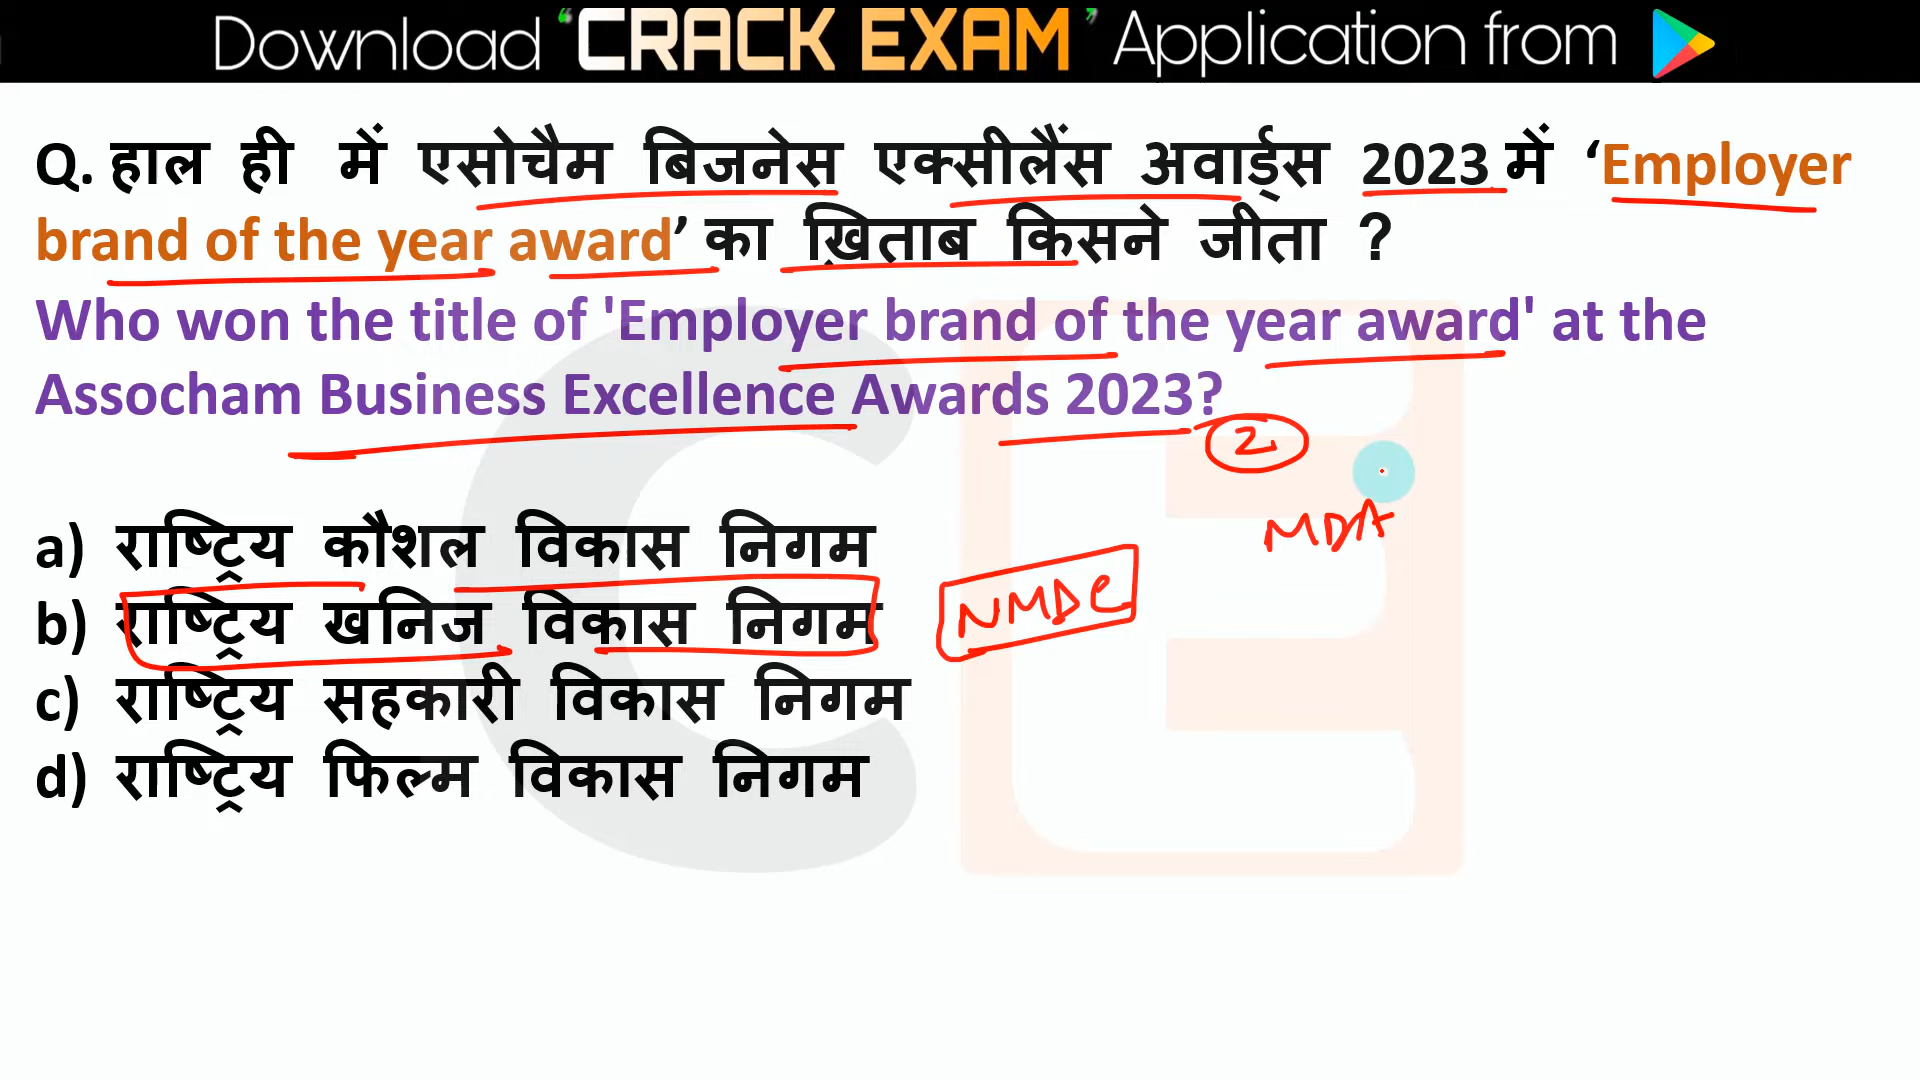 Download 'CRACK EXAM' Application from
Q. हाल ही में एसोचैम बिजनेस एक्सीलैंस अवार्ड्स 2023 में ‘Employer
brand of the year award’ का ख़िताब किसने जीता ?
Who won the title of 'Employer brand of the year award' at the
Assocham Business Excellence Awards 2023?
2.
MDA
a) राष्ट्रिय कौशल विकास निगम
b) राष्ट्रिय खनिज विकास निगम
NMDC
c) राष्ट्रिय सहकारी विकास निगम
d) राष्ट्रिय फिल्म विकास निगम